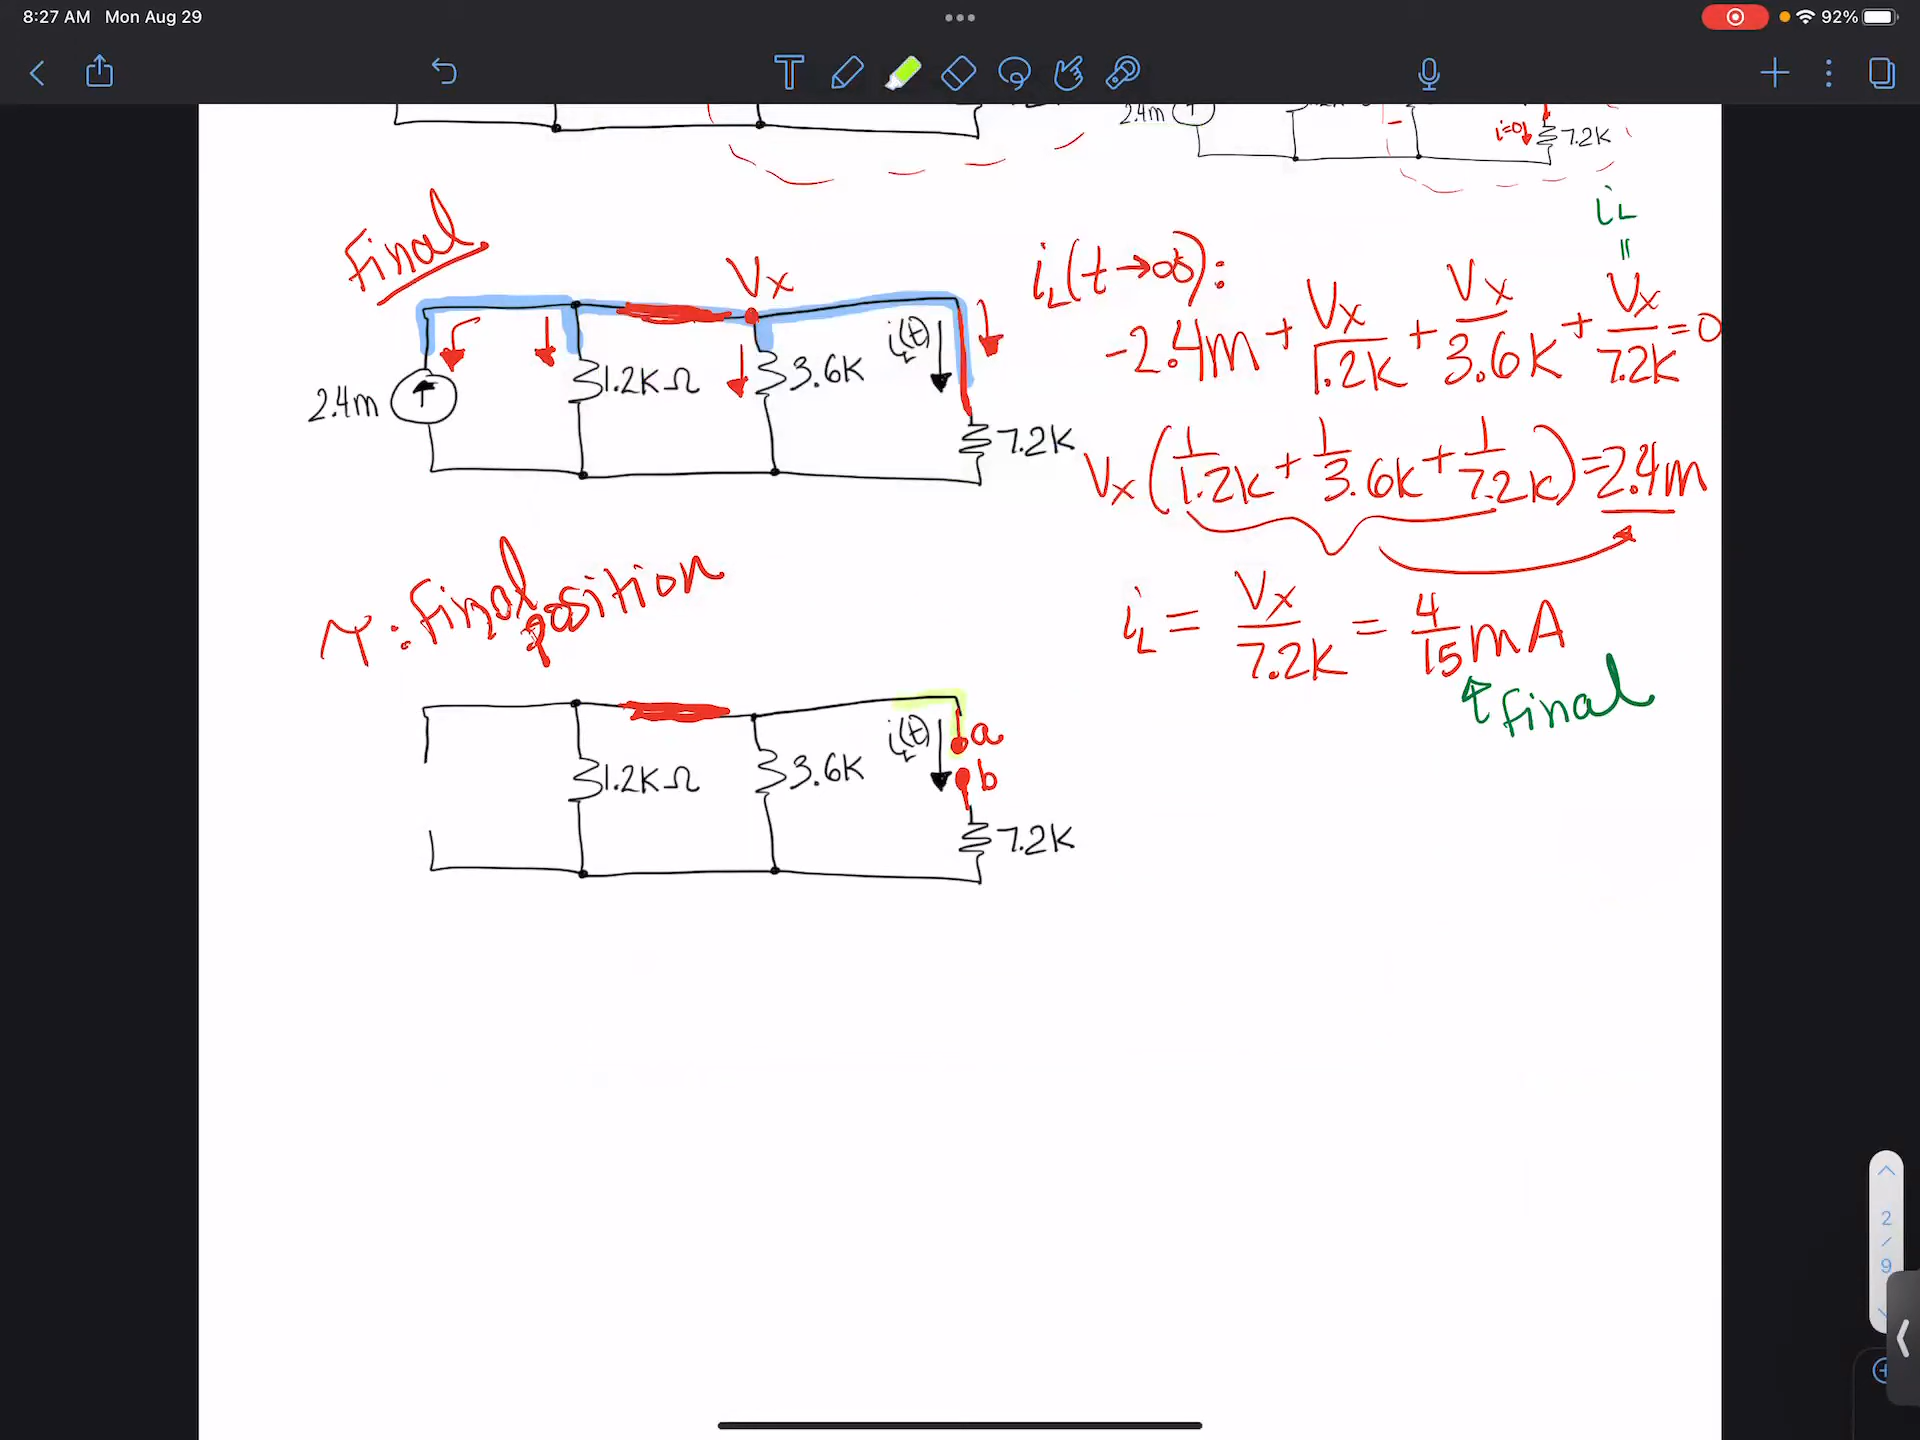 8:27 AM Mon Aug 29
92%
2.4m
i=0
7.2K
Final
Vx
iL
=
iL(t→∞):
-2.4m + Vx/1.2K + Vx/3.6K + Vx/7.2K = 0
2.4m
1.2KΩ
3.6K
iL(t)
7.2K
Vx(1/1.2K + 1/3.6K + 1/7.2K) = 2.4m
iL = Vx/7.2K = 4/15 mA
Final
τ: Final position
1.2KΩ
3.6K
iL(t)
a
b
7.2K
2
/
9